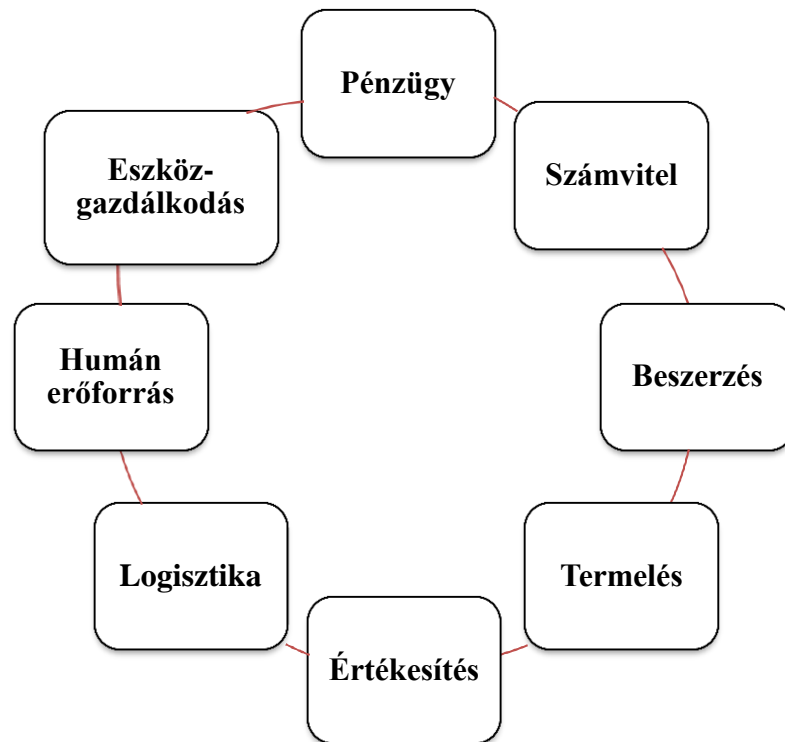 Pénzügy
Számvitel
Beszerzés
Termelés
Értékesítés
Logisztika
Humán
erőforrás
Eszköz-
gazdálkodás